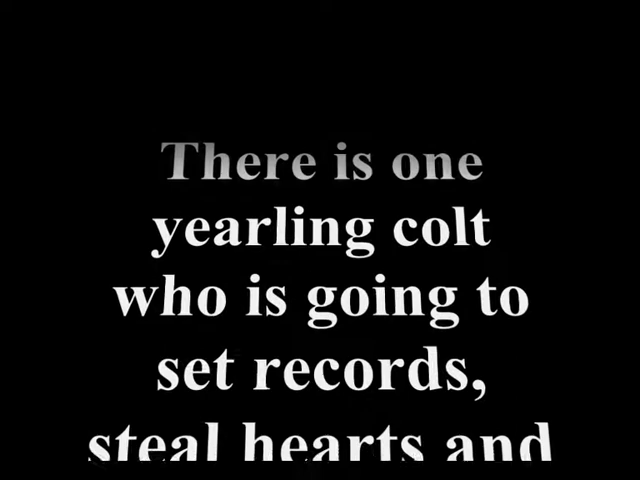 There is one
yearling colt
who is going to
set records,
steal hearts and